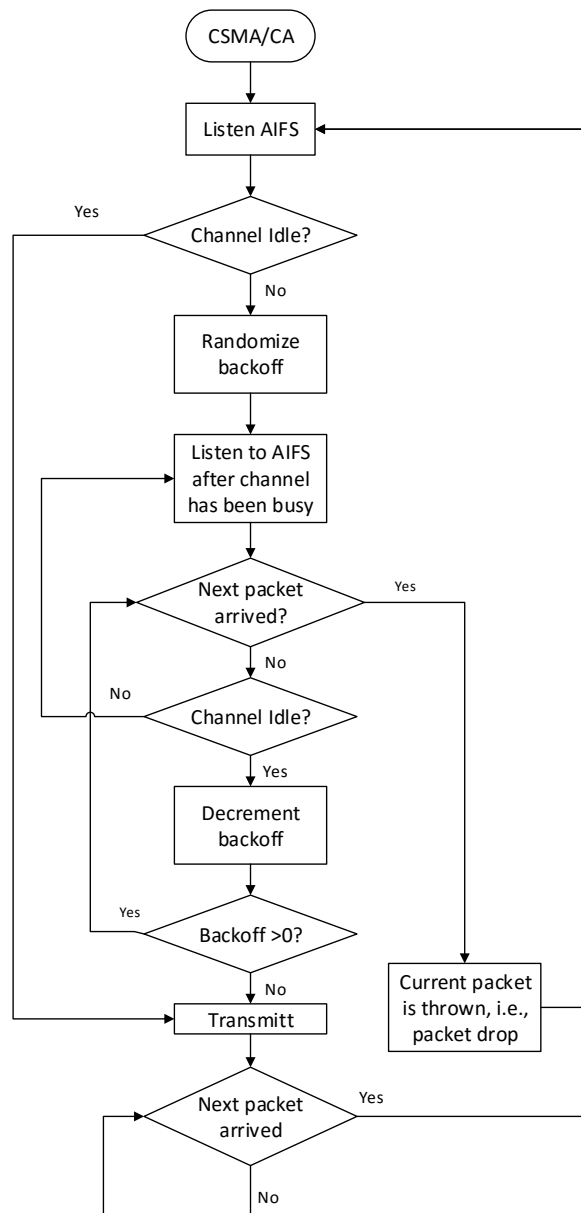 CSMA/CA
Listen AIFS
Yes
Channel Idle?
No
Randomize
backoff
Listen to AIFS
after channel
has been busy
Next packet
arrived?
Yes
No
No
Channel Idle?
Yes
Decrement
backoff
Yes
Backoff >0?
No
Transmitt
Current packet
is thrown, i.e.,
packet drop
Next packet
arrived
Yes
No